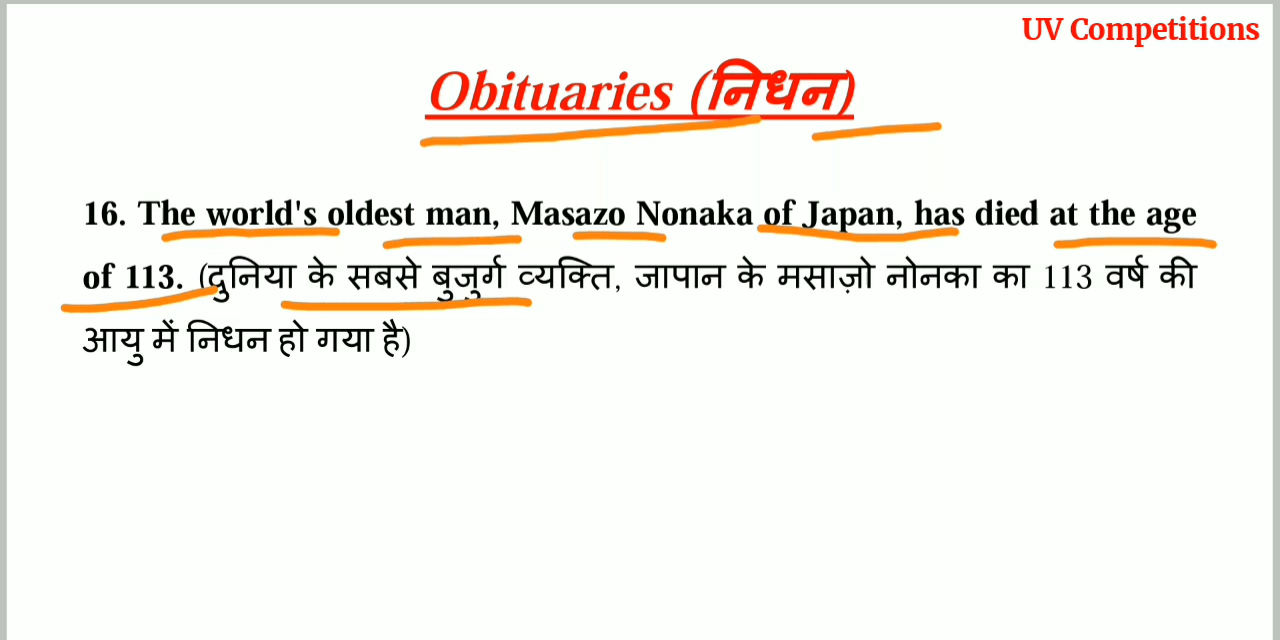 UV Competitions
Obituaries (निधन)
16. The world's oldest man, Masazo Nonaka of Japan, has died at the age
of 113. (दुनिया के सबसे बुजुर्ग व्यक्ति, जापान के मसाज़ो नोनका का 113 वर्ष की
आयु में निधन हो गया है)